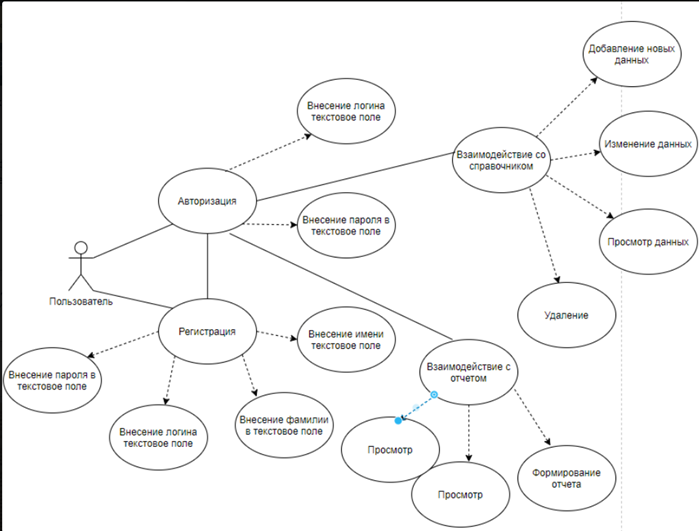 Добавление новых
данных
Внесение логина
текстовое поле
Взаимодействие со
справочником
Изменение данных
Авторизация
Внесение пароля в
текстовое поле
Просмотр данных
Пользователь
Удаление
Регистрация
Внесение имени
текстовое поле
Внесение пароля в
текстовое поле
Взаимодействие с
отчетом
Внесение логина
текстовое поле
Внесение фамилии
в текстовое поле
Просмотр
Просмотр
Формирование
отчета